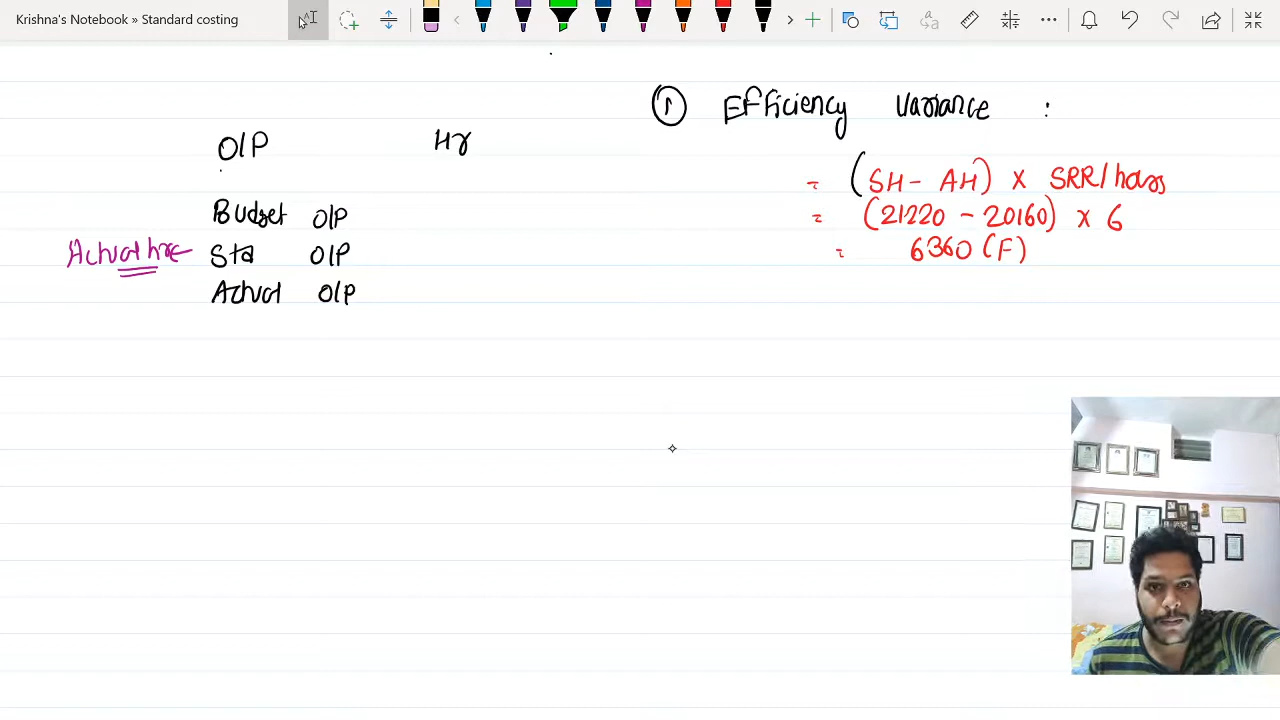 Krishna's Notebook » Standard costing
① Efficiency Variance :
O/P Hr
= (SH - AH) x SRR/hours
Budget O/P
= (21220 - 20160) x 6
Actual hrs Std O/P
= 6360 (F)
Actual O/P